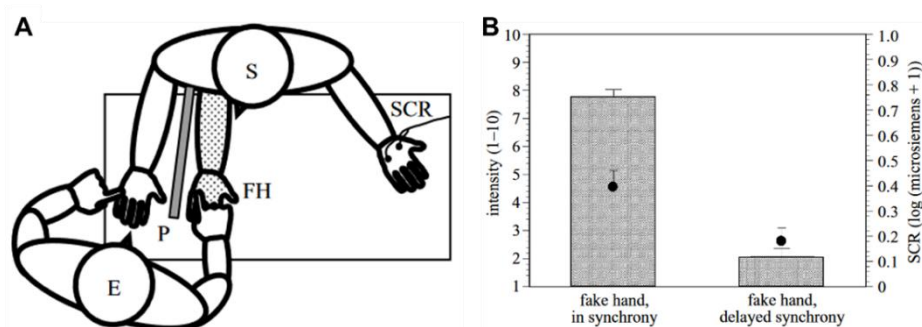 A
S
SCR
FH
P
E
B
intensity (1–10)
10
9
8
7
6
5
4
3
2
1
1.0
0.9
0.8
0.7
0.6
0.5
0.4
0.3
0.2
0.1
0
SCR (log (microsiemens + 1))
fake hand,
in synchrony
fake hand,
delayed synchrony